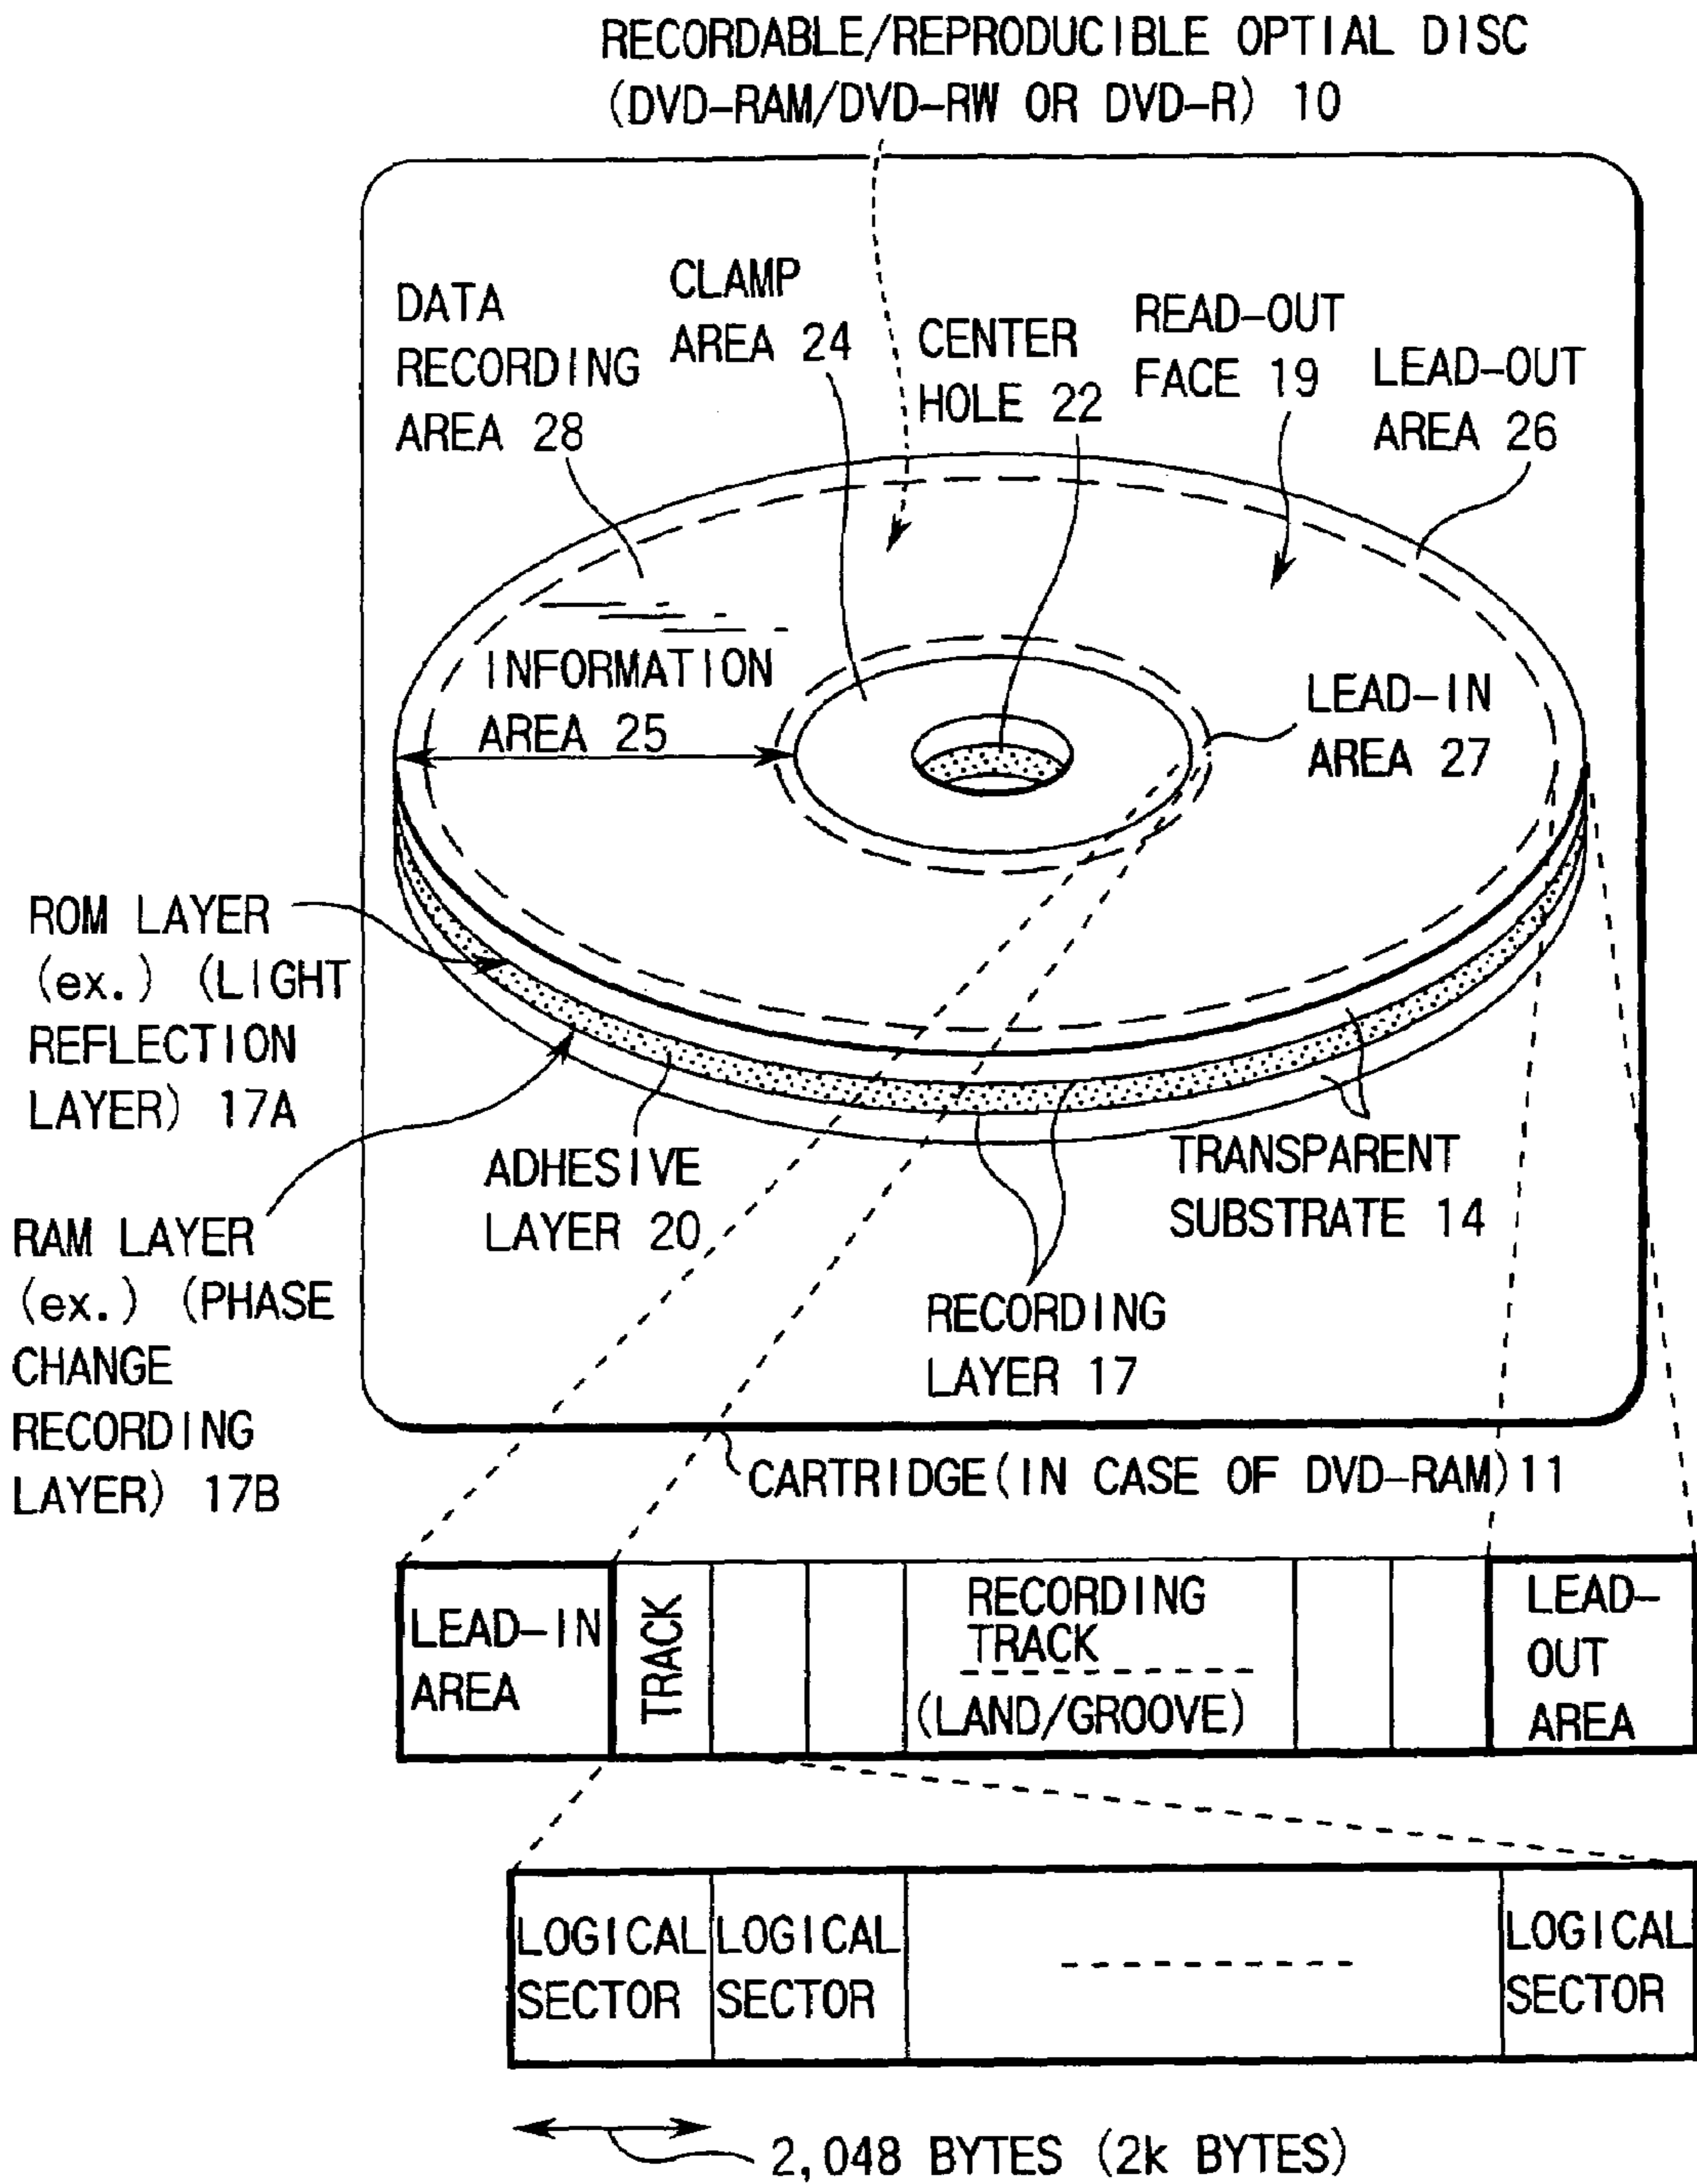 RECORDABLE/REPRODUCIBLE OPTIAL DISC
(DVD-RAM/DVD-RW OR DVD-R) 10
DATA
RECORDING
AREA 28
CLAMP
AREA 24
CENTER
HOLE 22
READ-OUT
FACE 19
LEAD-OUT
AREA 26
INFORMATION
AREA 25
LEAD-IN
AREA 27
ROM LAYER
(ex.) (LIGHT
REFLECTION
LAYER) 17A
RAM LAYER
(ex.) (PHASE
CHANGE
RECORDING
LAYER) 17B
ADHESIVE
LAYER 20
TRANSPARENT
SUBSTRATE 14
RECORDING
LAYER 17
CARTRIDGE(IN CASE OF DVD-RAM)11
LEAD-IN
AREA
TRACK
RECORDING
TRACK
(LAND/GROOVE)
LEAD-
OUT
AREA
LOGICAL
SECTOR
LOGICAL
SECTOR
LOGICAL
SECTOR
2,048 BYTES (2k BYTES)